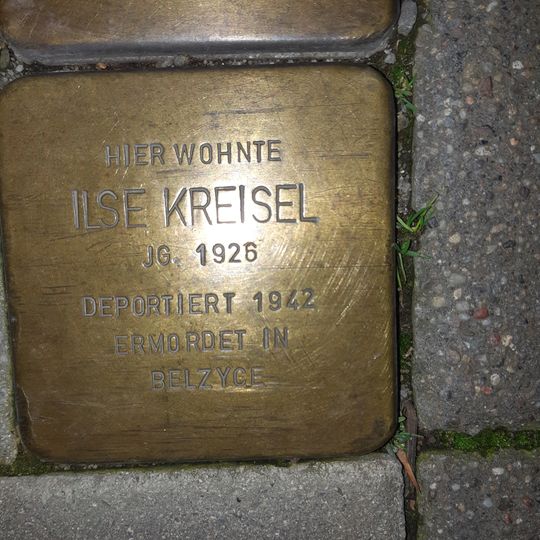 HIER WOHNTE
ILSE KREISEL
JG. 1926
DEPORTIERT 1942
ERMORDET IN
BELZYCE